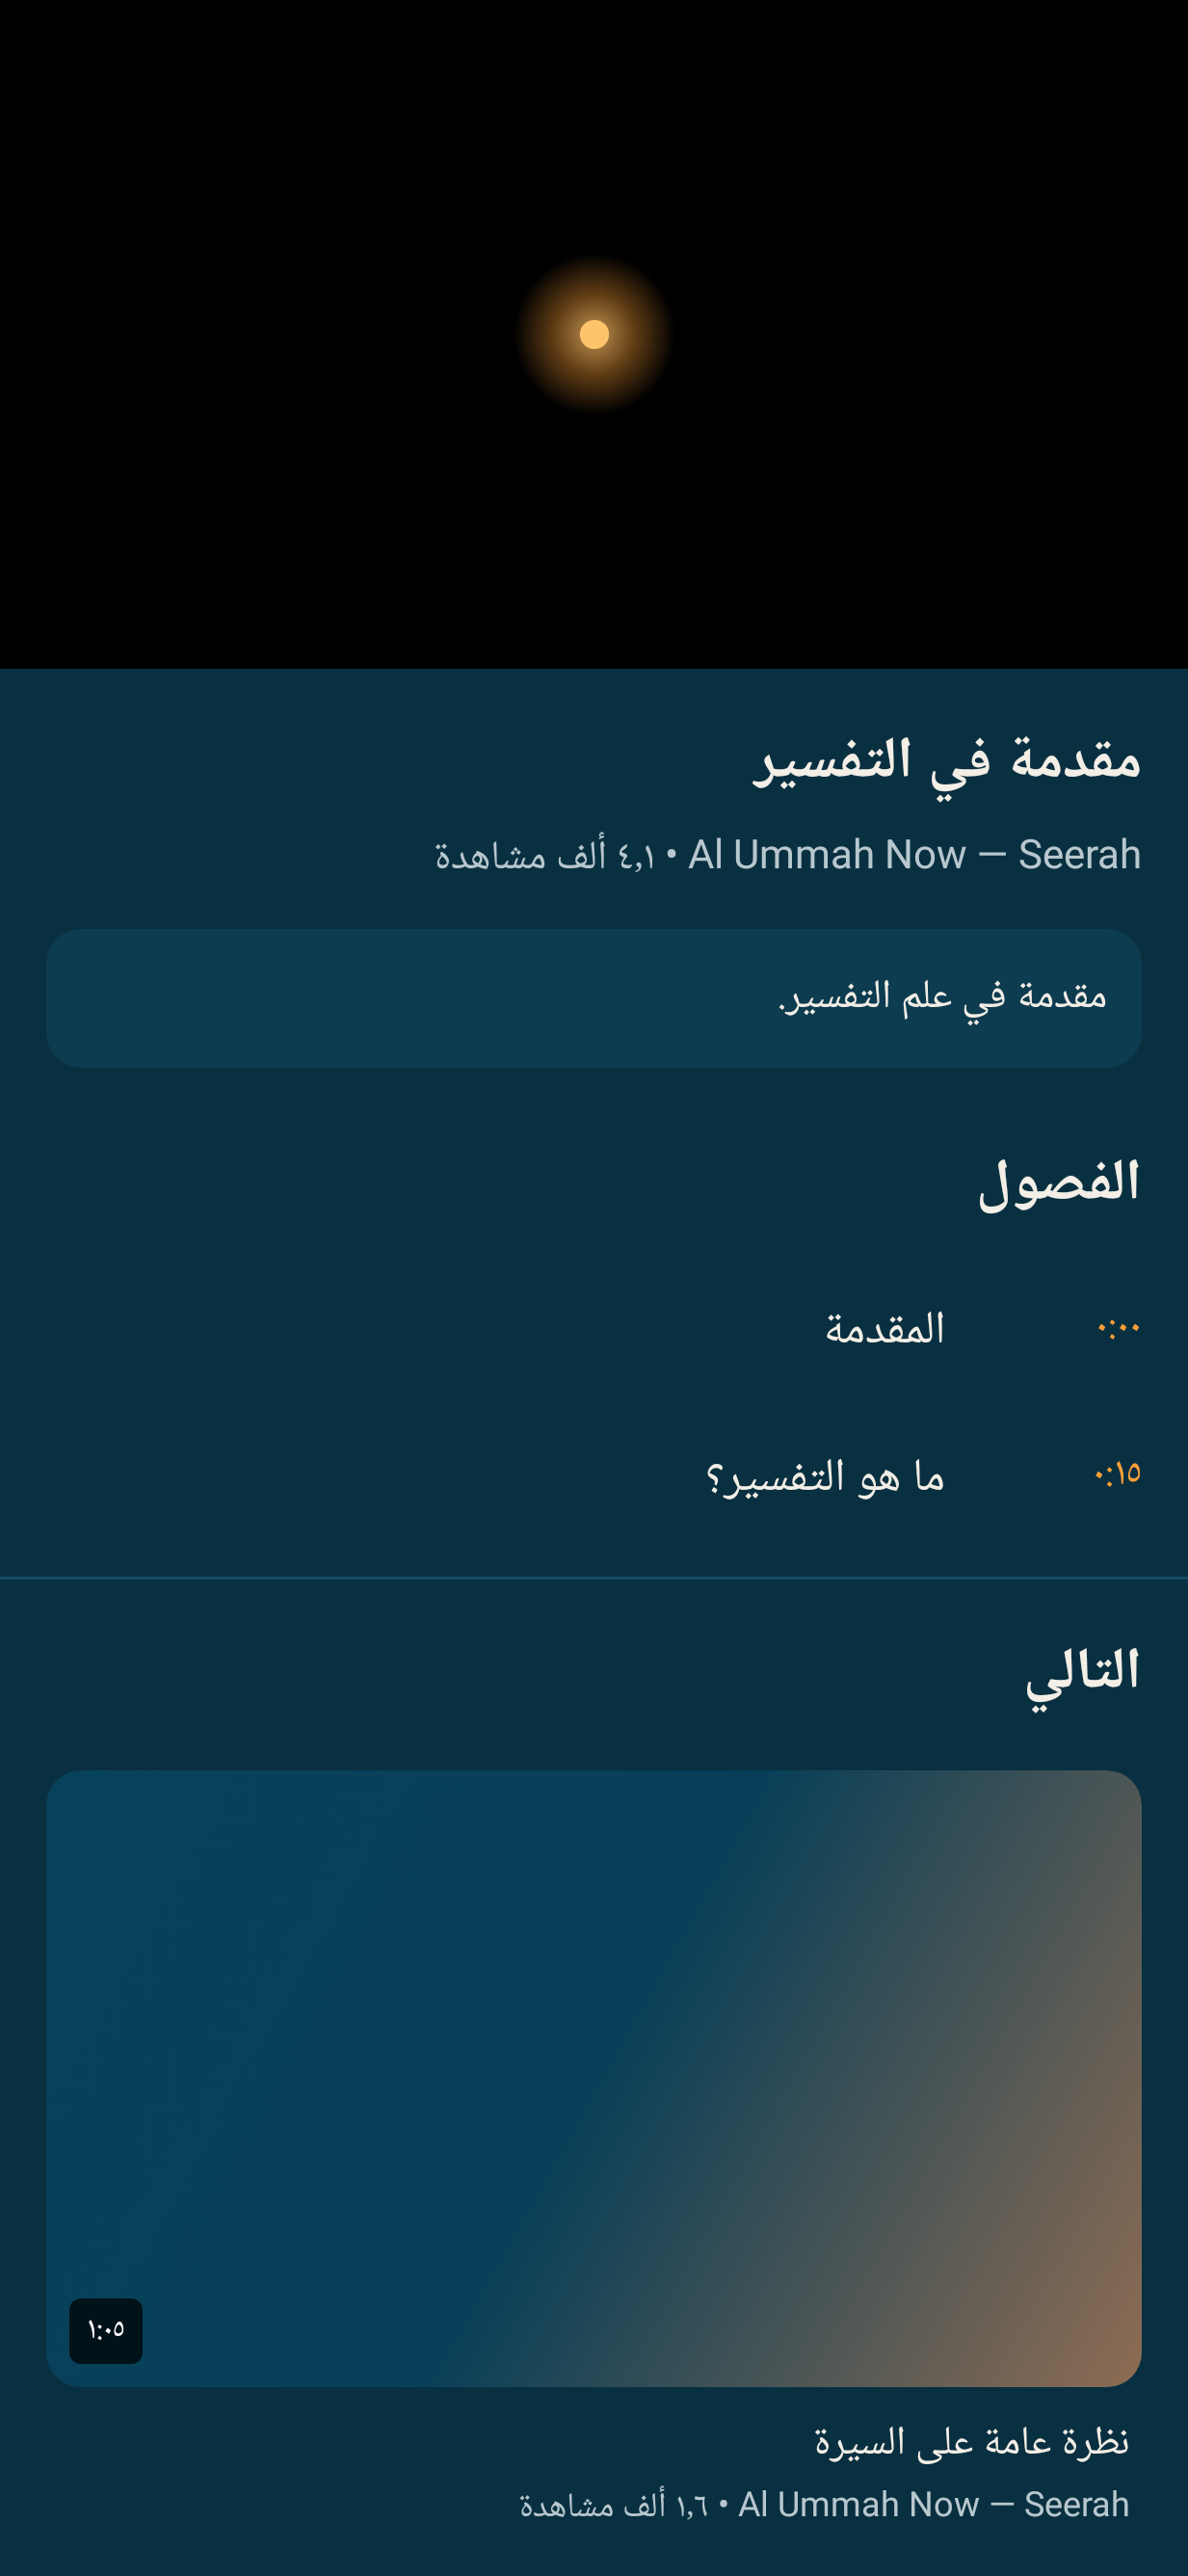 مقدمة في التفسير
Al Ummah Now — Seerah • ٤٫١ ألف مشاهدة
مقدمة في علم التفسير.
الفصول
٠:٠٠ المقدمة
٠:١٥ ما هو التفسير؟
التالي
١:٠٥
نظرة عامة على السيرة
Al Ummah Now — Seerah • ١٫٦ ألف مشاهدة